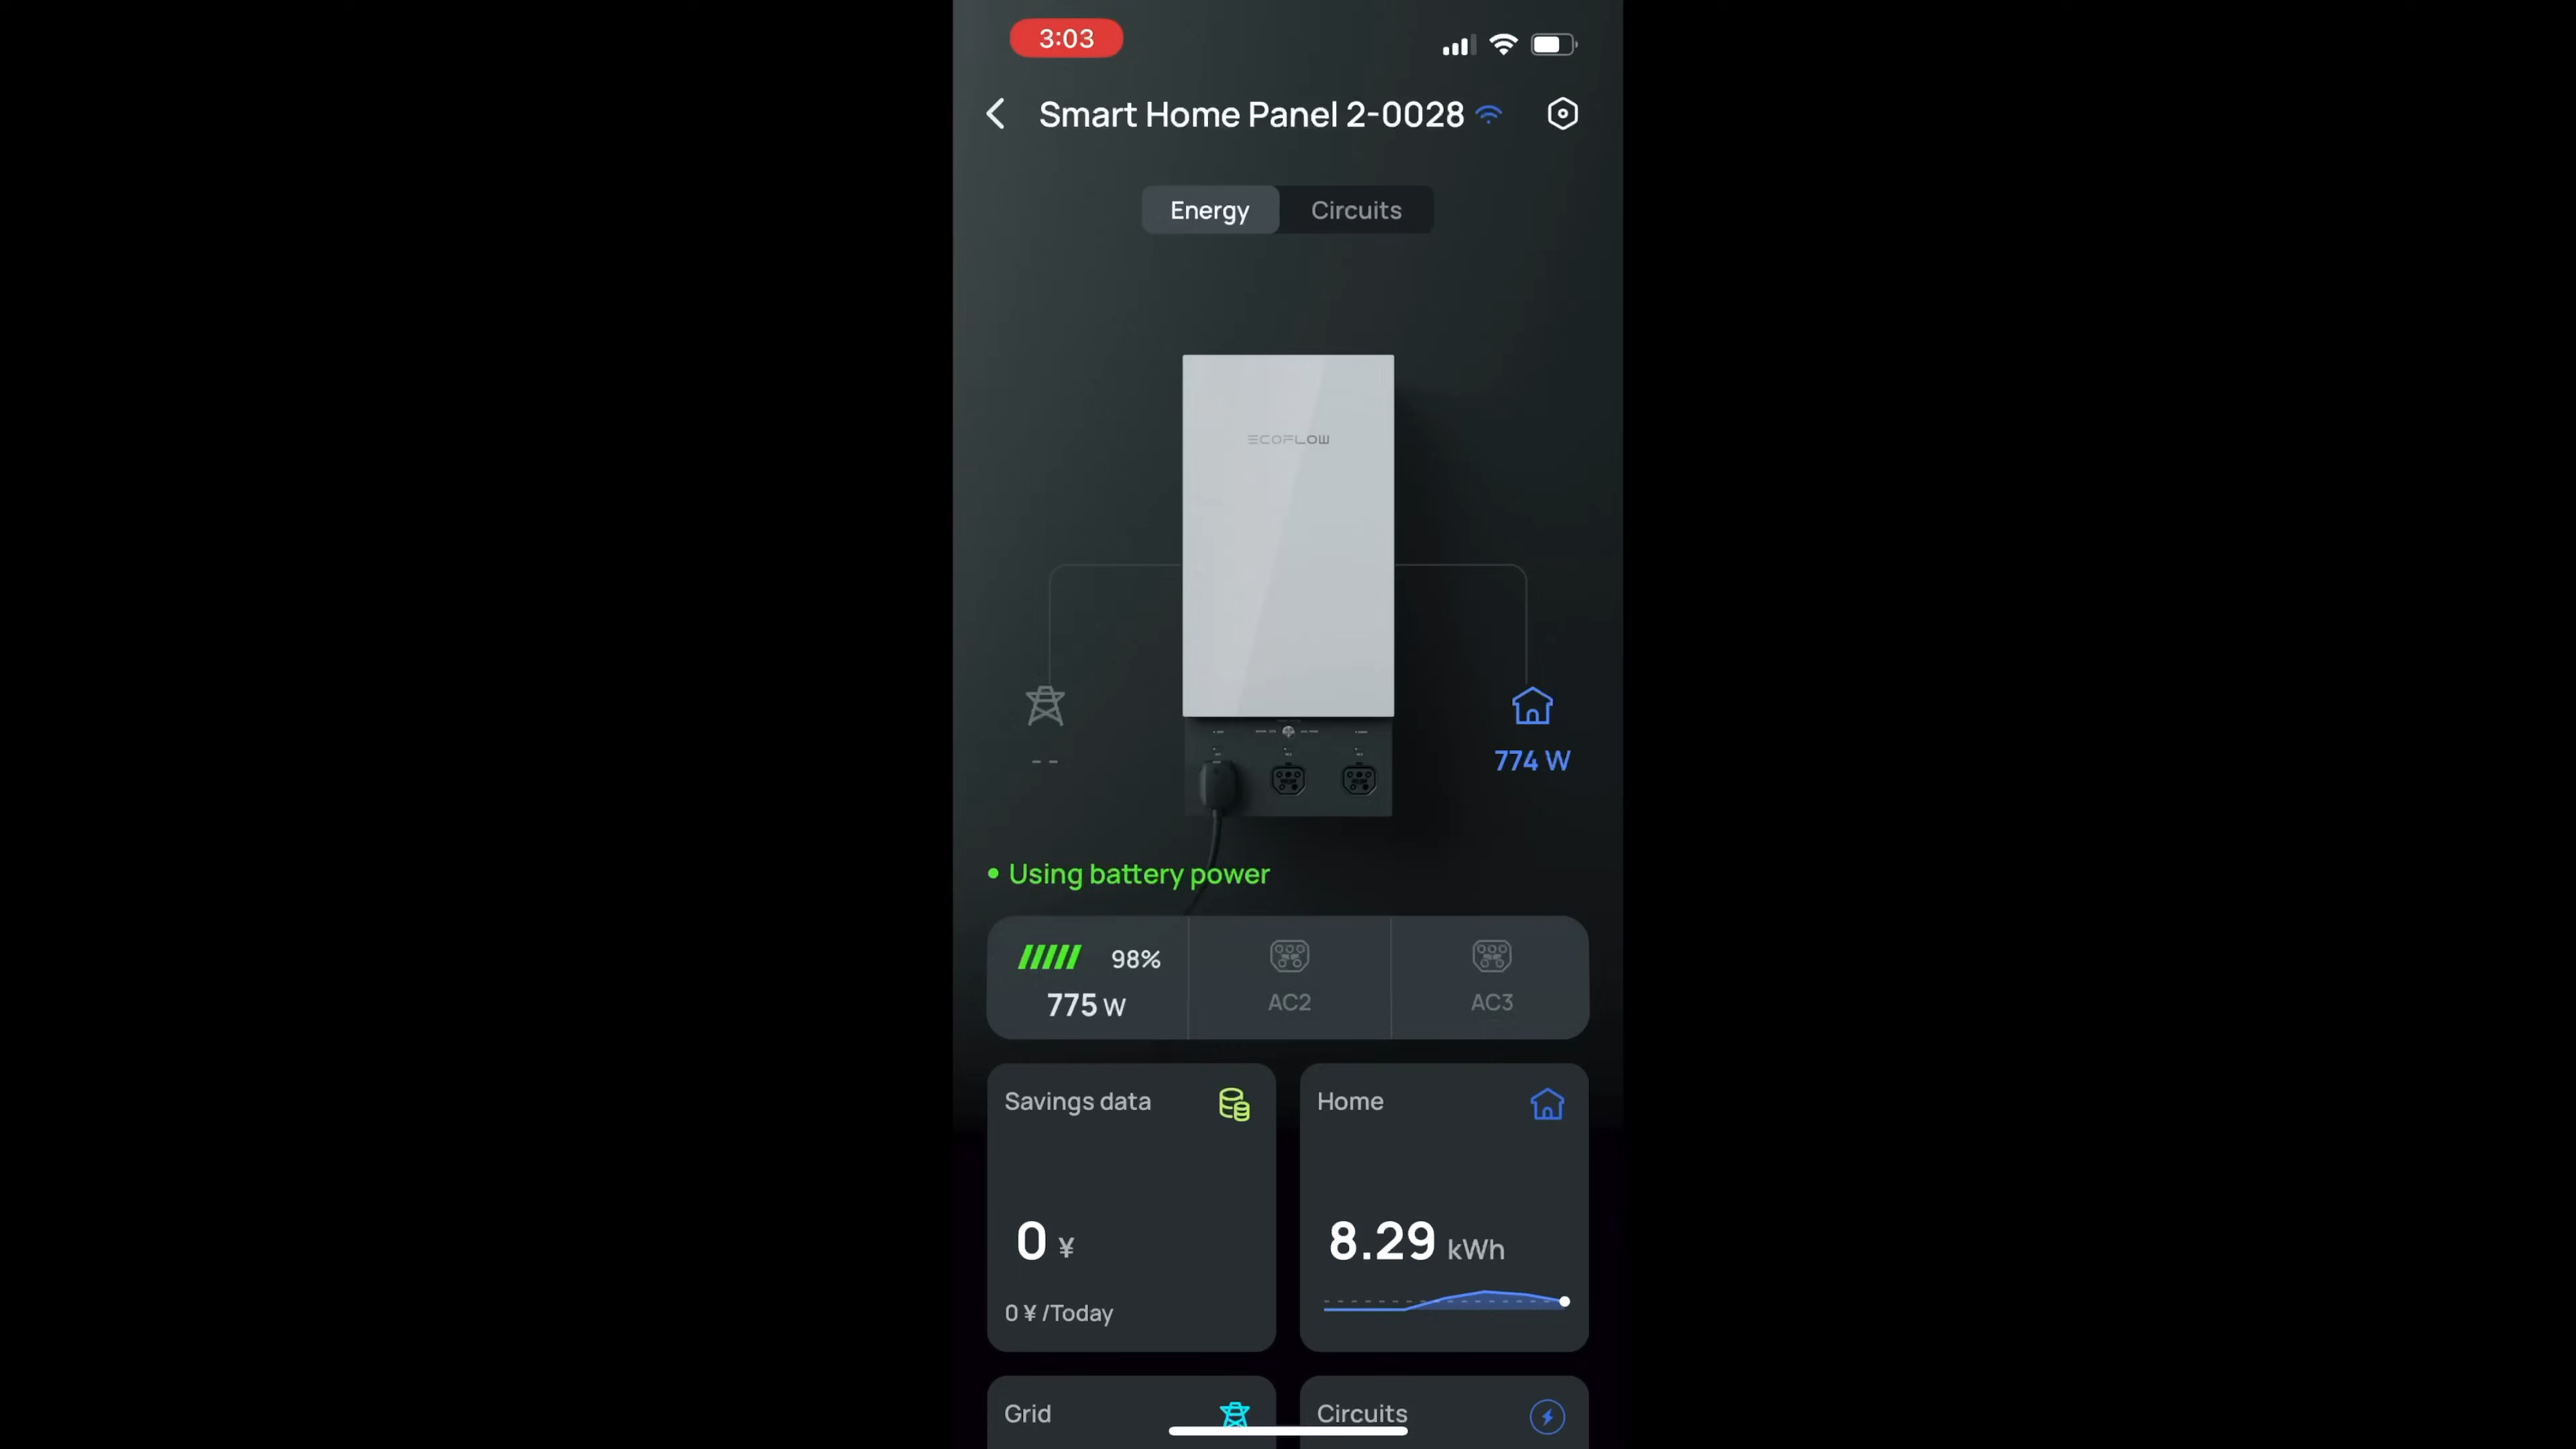 3:03
Smart Home Panel 2-0028
Energy
Circuits
ECOFLOW
--
774 W
Using battery power
98%
775 W
AC2
AC3
Savings data
Home
0 ¥
8.29 kWh
0 ¥ /Today
Grid
Circuits